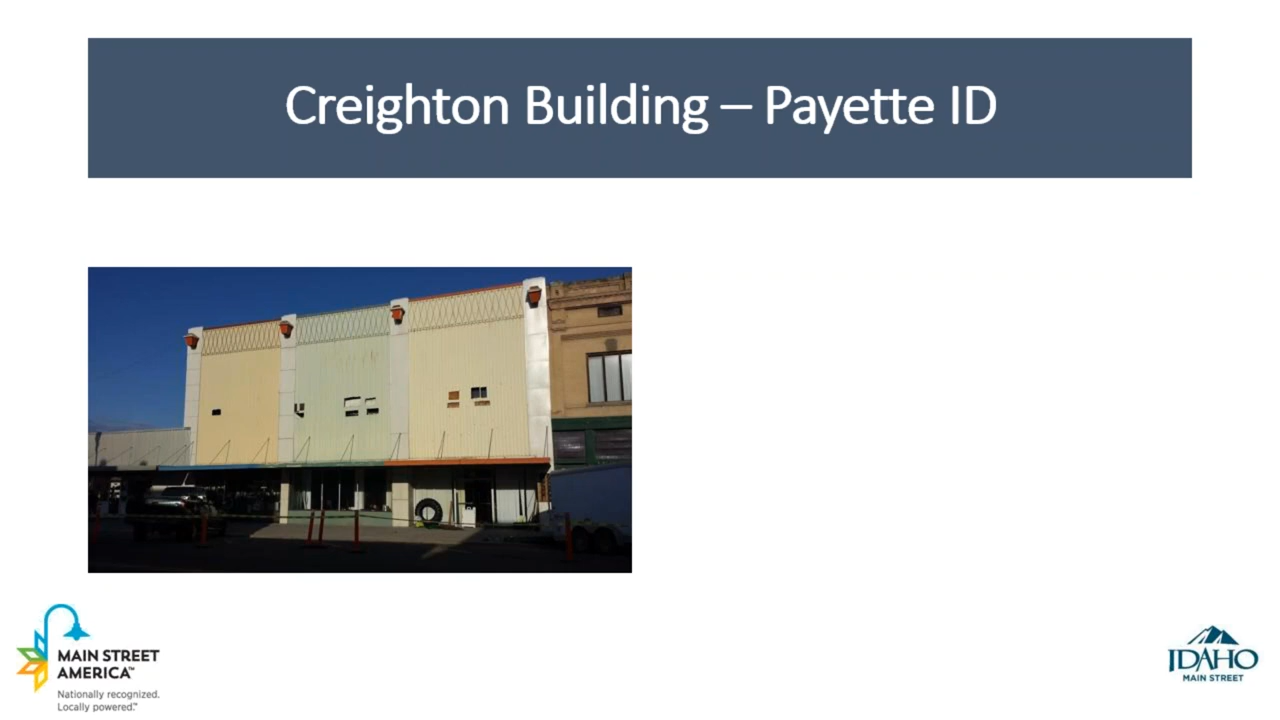 Creighton Building – Payette ID
MAIN STREET
AMERICA™
Nationally recognized.
Locally powered.™
IDAHO
MAIN STREET